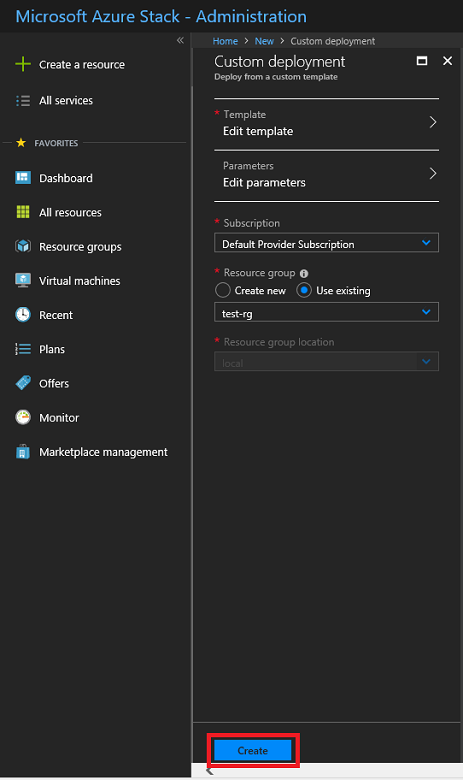 Microsoft Azure Stack - Administration
«
Create a resource
All services
FAVORITES
Dashboard
All resources
Resource groups
Virtual machines
Recent
Plans
Offers
Monitor
Marketplace management
Home > New > Custom deployment
Custom deployment
Deploy from a custom template
* Template
Edit template
Parameters
Edit parameters
* Subscription
Default Provider Subscription
* Resource group
Create new Use existing
test-rg
* Resource group location
local
Create